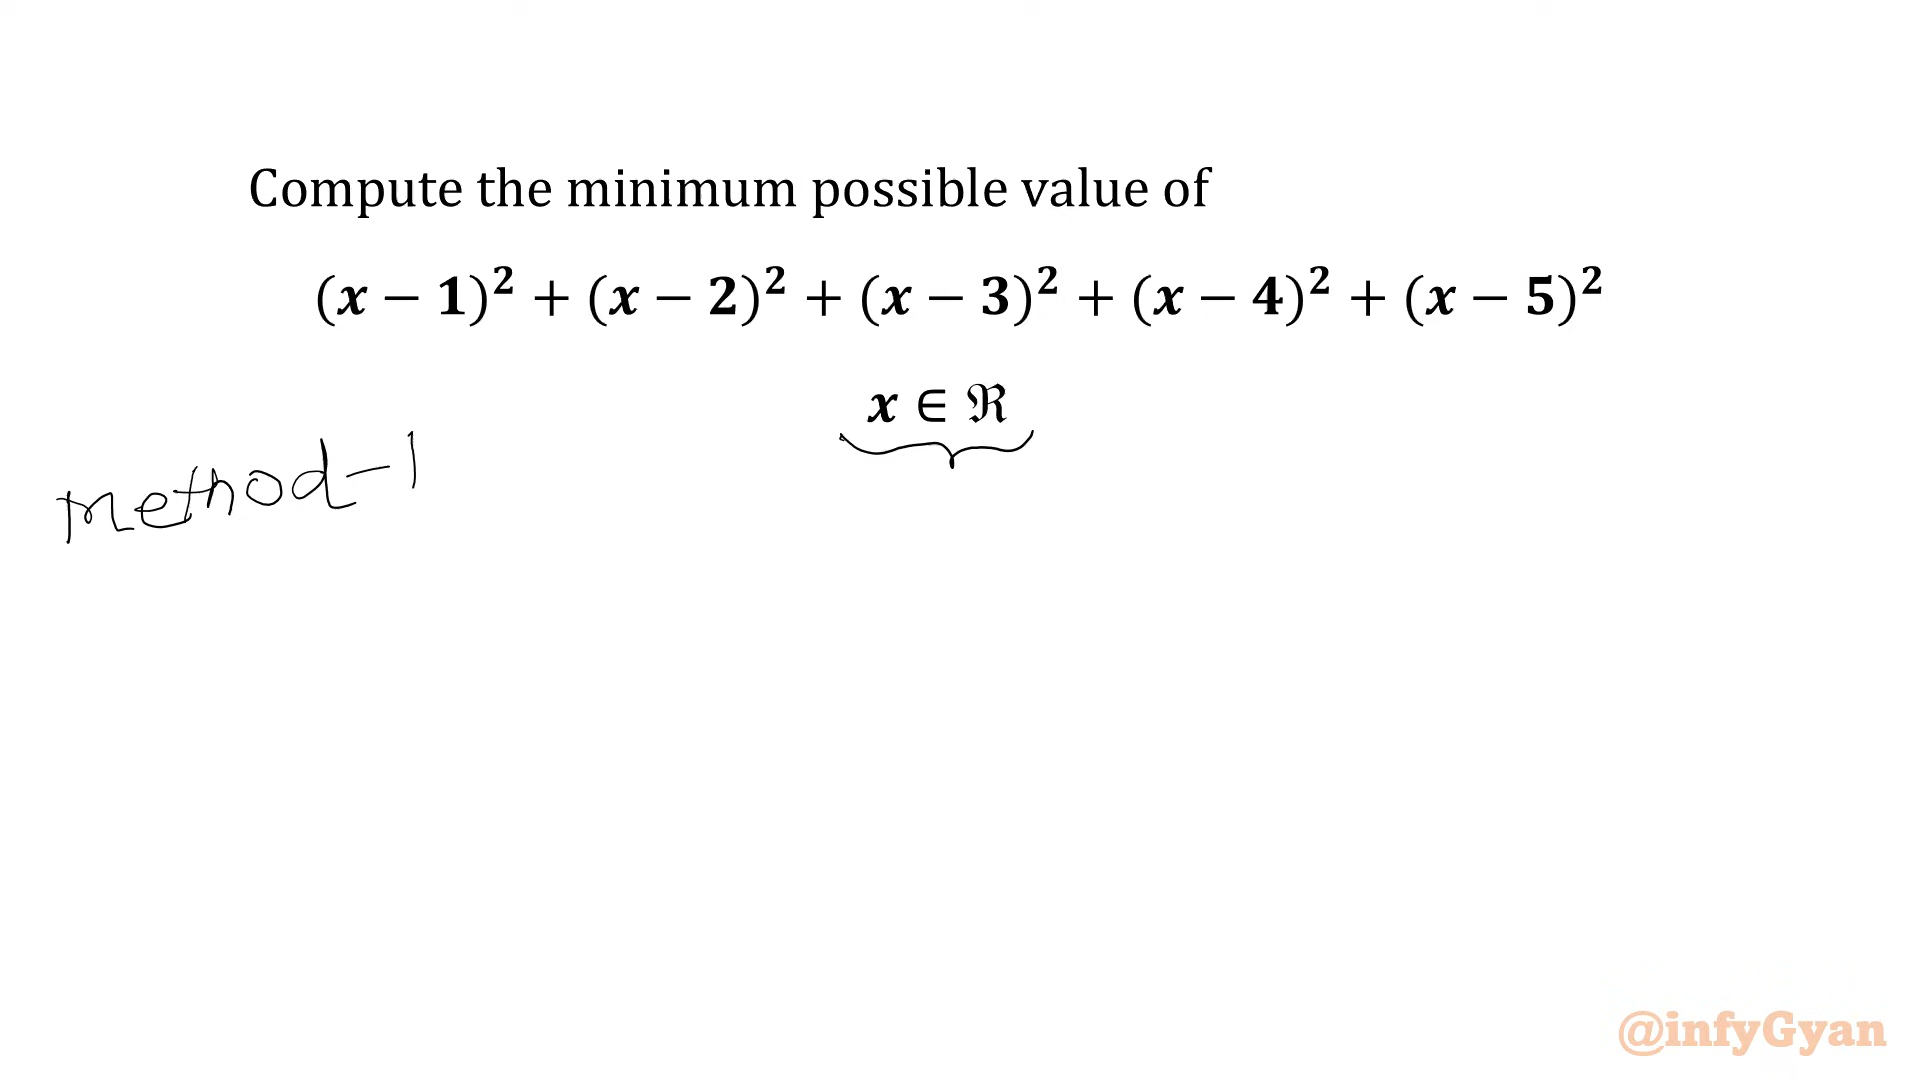 Compute the minimum possible value of
(x − 1)² + (x − 2)² + (x − 3)² + (x − 4)² + (x − 5)²
x ∈ ℜ
Method-1
@infyGyan